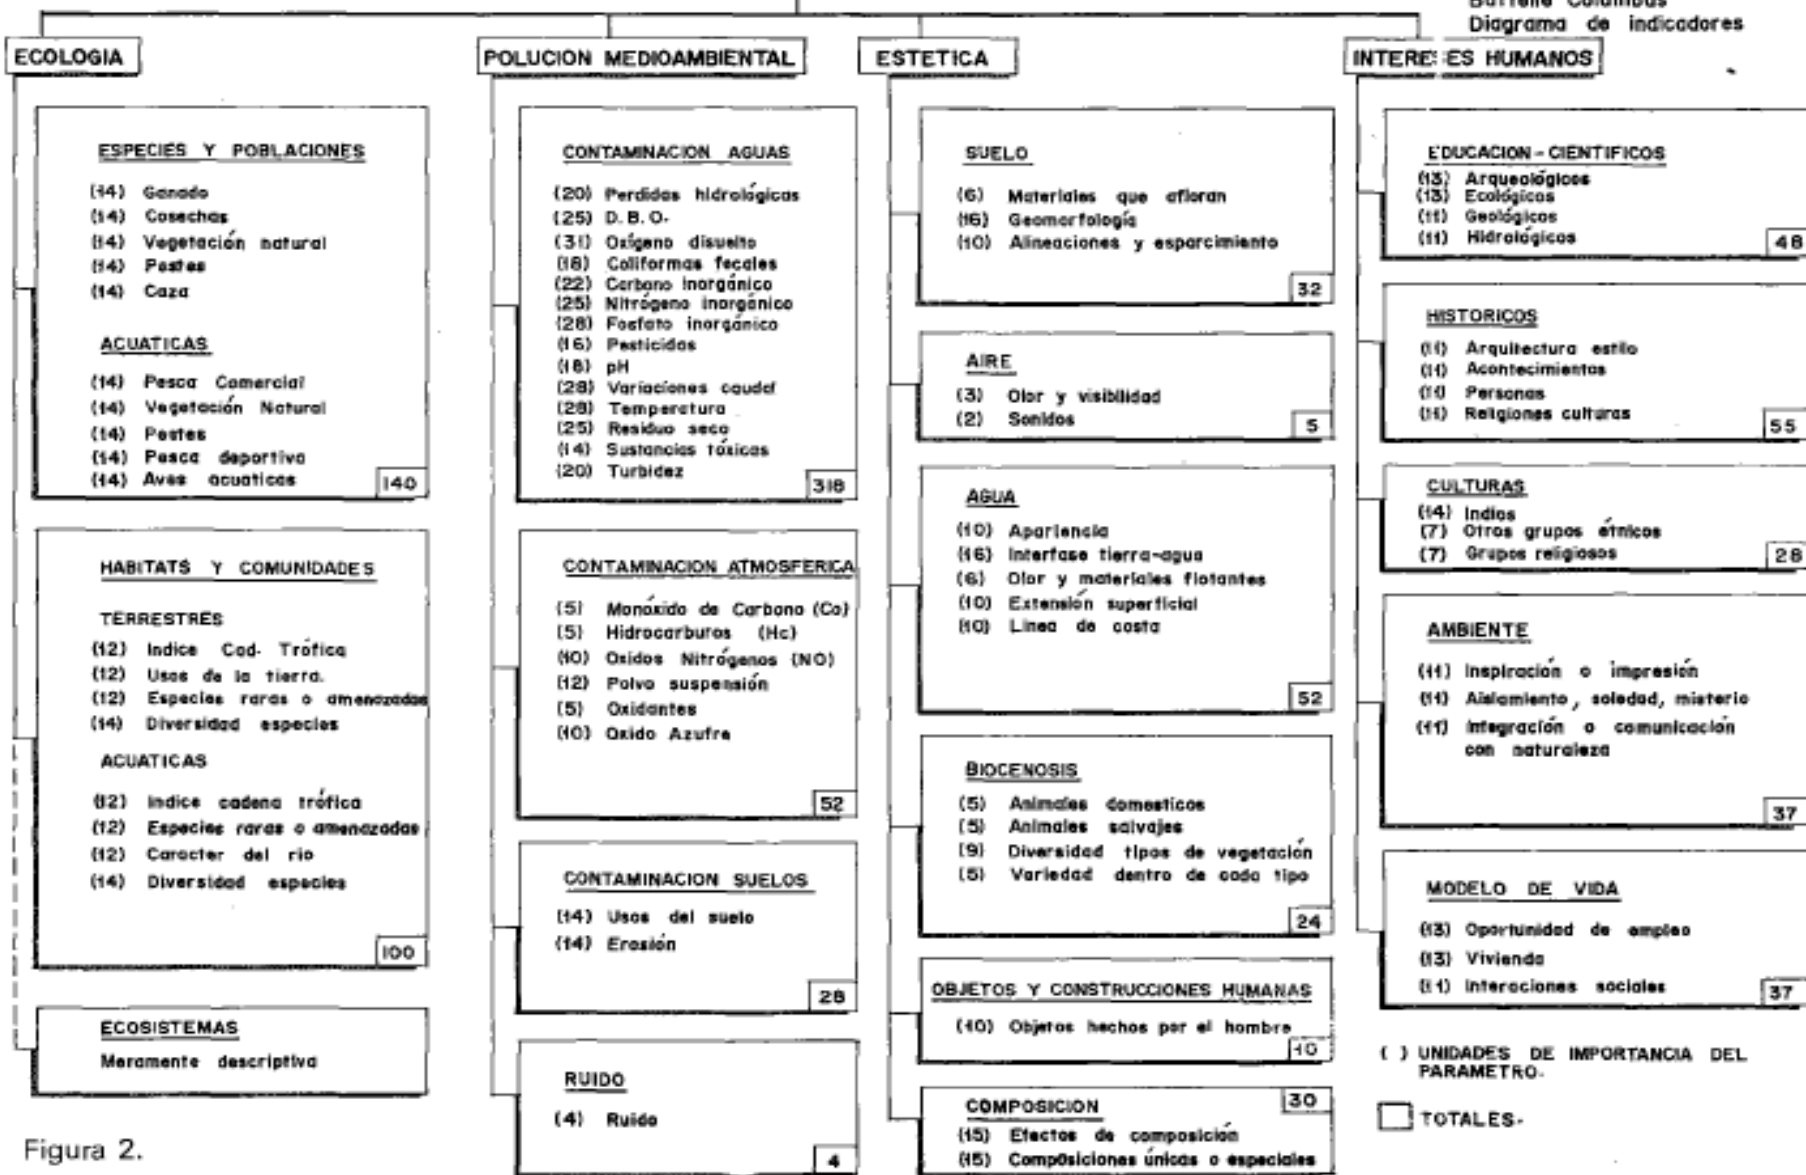 Battelle Columbus
Diagrama de indicadores
ECOLOGIA
ESPECIES Y POBLACIONES
(14) Ganado
(14) Cosechas
(14) Vegetación natural
(14) Pestes
(14) Caza
ACUATICAS
(14) Pesca Comercial
(14) Vegetación Natural
(14) Pestes
(14) Pesca deportiva
(14) Aves acuaticas
140
HABITATS Y COMUNIDADES
TERRESTRES
(12) Indice Cad. Trófica
(12) Usos de la tierra.
(12) Especies raras o amenazadas
(14) Diversidad especies
ACUATICAS
(12) Indice cadena trófica
(12) Especies raras o amenazadas
(12) Caracter del rio
(14) Diversidad especies
100
ECOSISTEMAS
Meramente descriptiva
POLUCION MEDIOAMBIENTAL
CONTAMINACION AGUAS
(20) Perdidas hidrológicas
(25) D.B.O.
(31) Oxígeno disuelto
(18) Coliformas fecales
(22) Carbono inorgánico
(25) Nitrógeno inorgánico
(28) Fosfato inorgánico
(16) Pesticidas
(18) pH
(28) Variaciones caudal
(28) Temperatura
(25) Residuo seco
(14) Sustancias tóxicas
(20) Turbidez
318
CONTAMINACION ATMOSFERICA
(5) Monóxido de Carbono (Co)
(5) Hidrocarburos (Hc)
(10) Oxidos Nitrógenos (NO)
(12) Polvo suspensión
(5) Oxidantes
(10) Oxido Azufre
52
CONTAMINACION SUELOS
(14) Usos del suelo
(14) Erosión
28
RUIDO
(4) Ruido
4
ESTETICA
SUELO
(6) Materiales que afloran
(16) Geomorfología
(10) Alineaciones y esparcimiento
32
AIRE
(3) Olor y visibilidad
(2) Sonidos
5
AGUA
(10) Apariencia
(16) Interfase tierra-agua
(6) Olor y materiales flotantes
(10) Extensión superficial
(10) Linea de costa
52
BIOCENOSIS
(5) Animales domesticos
(5) Animales salvajes
(9) Diversidad tipos de vegetación
(5) Variedad dentro de cada tipo
24
OBJETOS Y CONSTRUCCIONES HUMANAS
(10) Objetos hechos por el hombre
10
COMPOSICION
30
(15) Efectos de composición
(15) Composiciones únicas o especiales
INTERESES HUMANOS
EDUCACION-CIENTIFICOS
(13) Arqueológicos
(13) Ecológicos
(11) Geológicos
(11) Hidrológicos
48
HISTORICOS
(11) Arquitectura estilo
(11) Acontecimientos
(11) Personas
(11) Religiones culturas
55
CULTURAS
(14) Indios
(7) Otros grupos étnicos
(7) Grupos religiosos
28
AMBIENTE
(11) Inspiración o impresión
(11) Aislamiento, soledad, misterio
(11) Integración o comunicación
con naturaleza
37
MODELO DE VIDA
(13) Oportunidad de empleo
(13) Vivienda
(11) Interaciones sociales
37
( ) UNIDADES DE IMPORTANCIA DEL
PARAMETRO.
TOTALES.
Figura 2.